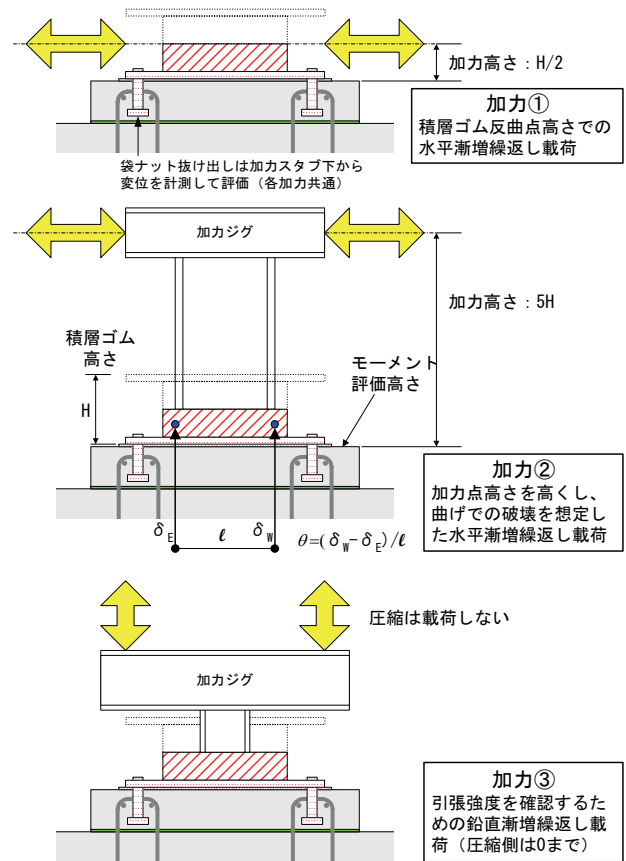 加力高さ：H/2
加力①
積層ゴム反曲点高さでの
水平漸増繰返し載荷
袋ナット抜け出しは加力スタブ下から
変位を計測して評価（各加力共通）
加力ジグ
加力高さ：5H
積層ゴム
高さ
モーメント
評価高さ
H
加力②
加力点高さを高くし、
曲げでの破壊を想定し
た水平漸増繰返し載荷
δE ℓ δW θ=(δW-δE)/ℓ
圧縮は載荷しない
加力ジグ
加力③
引張強度を確認するた
めの鉛直漸増繰返し載
荷（圧縮側は0まで）